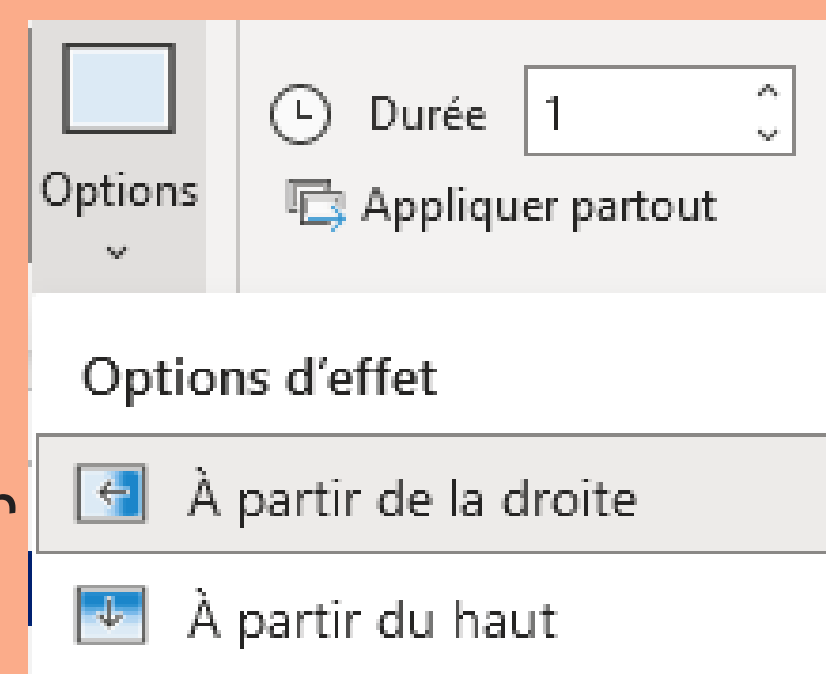 Options
Durée 1
Appliquer partout
Options d'effet
À partir de la droite
À partir du haut